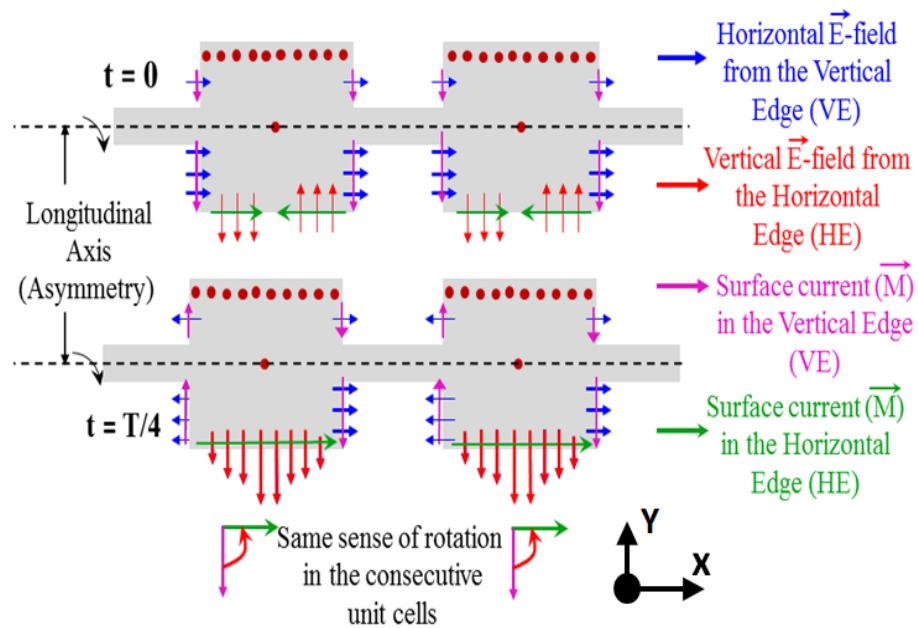 t = 0
Longitudinal
Axis
(Asymmetry)
t = T/4
Horizontal E-field
from the Vertical
Edge (VE)
Vertical E-field from
the Horizontal
Edge (HE)
Surface current (M)
in the Vertical Edge
(VE)
Surface current (M)
in the Horizontal
Edge (HE)
Same sense of rotation
in the consecutive
unit cells
Y
X